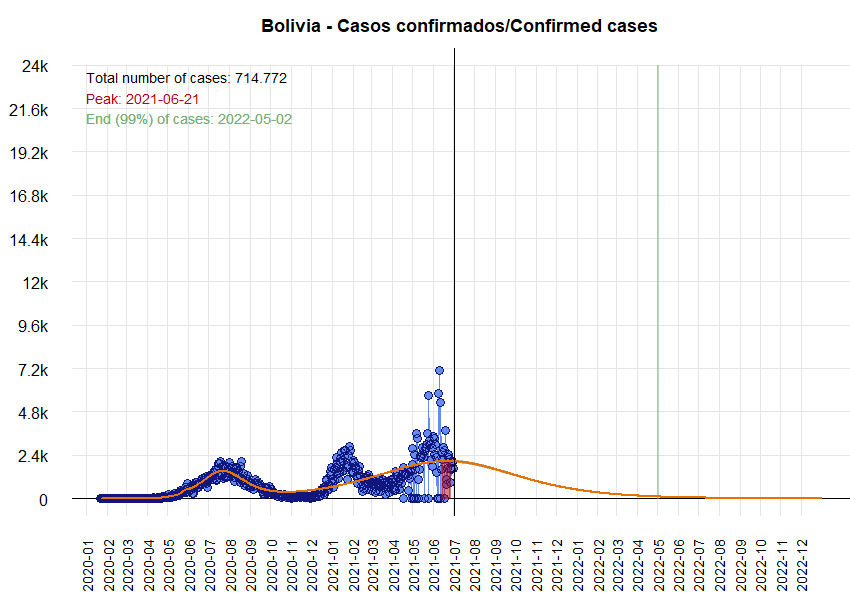 Bolivia - Casos confirmados/Confirmed cases
24k
21.6k
19.2k
16.8k
14.4k
12k
9.6k
7.2k
4.8k
2.4k
0
Total number of cases: 714.772
Peak: 2021-06-21
End (99%) of cases: 2022-05-02
2020-01
2020-02
2020-03
2020-04
2020-05
2020-06
2020-07
2020-08
2020-09
2020-10
2020-11
2020-12
2021-01
2021-02
2021-03
2021-04
2021-05
2021-06
2021-07
2021-08
2021-09
2021-10
2021-11
2021-12
2022-01
2022-02
2022-03
2022-04
2022-05
2022-06
2022-07
2022-08
2022-09
2022-10
2022-11
2022-12